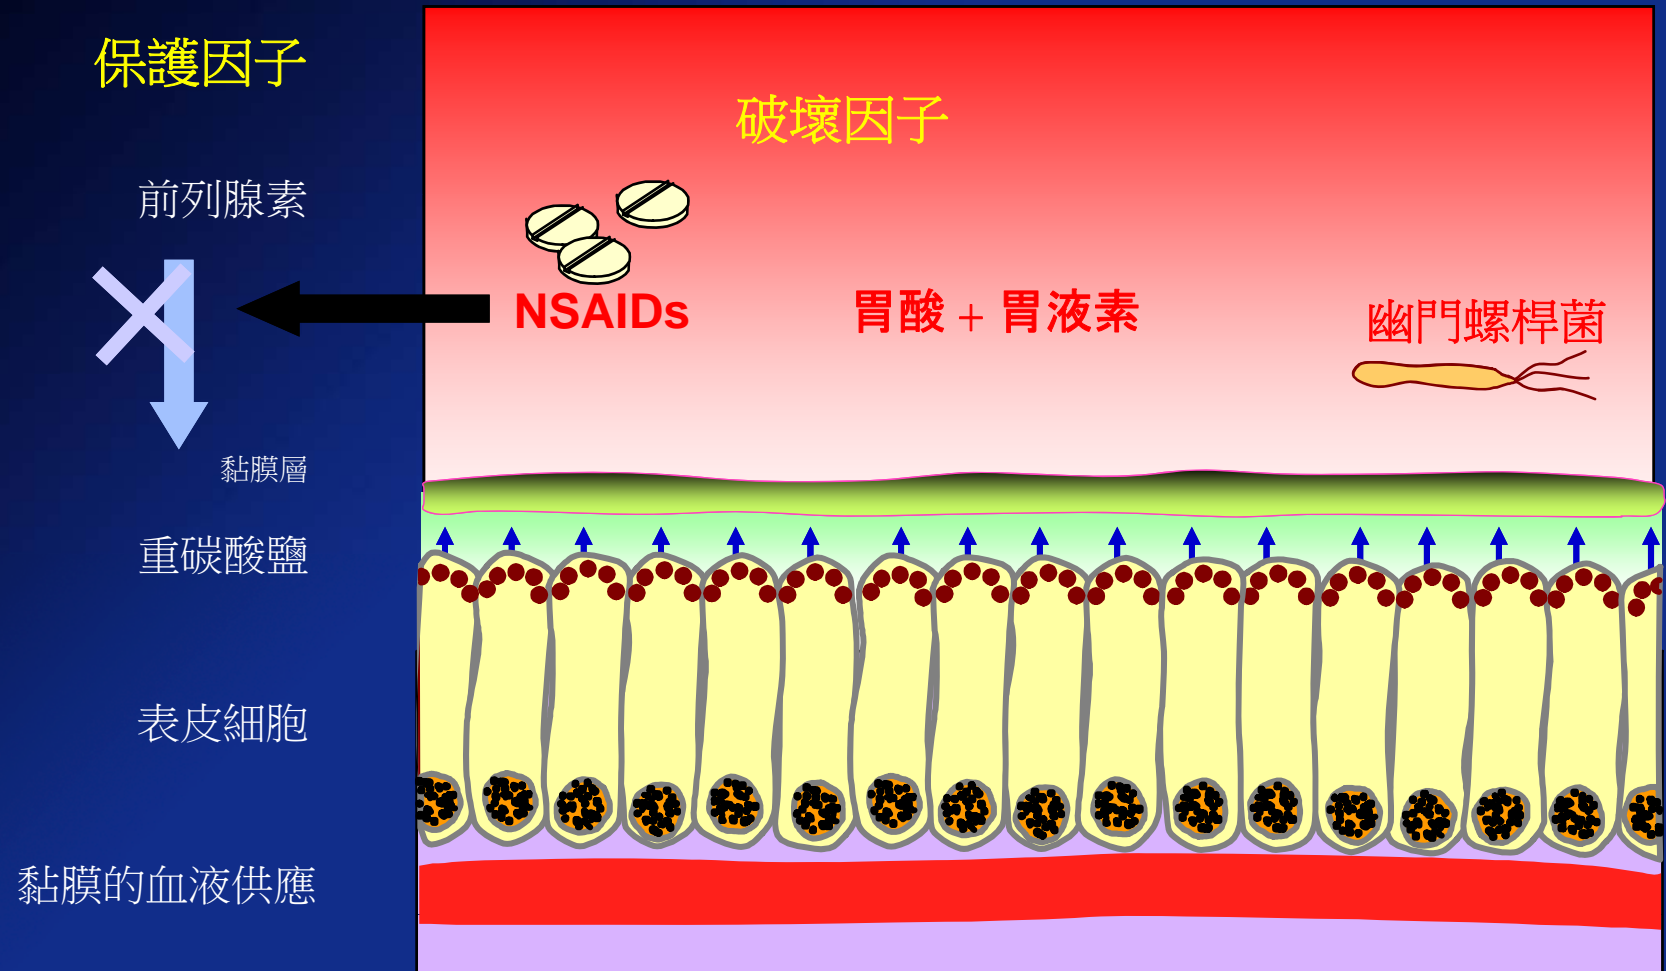 保護因子
破壞因子
前列腺素
NSAIDs
胃酸 + 胃液素
幽門螺桿菌
黏膜層
重碳酸鹽
表皮細胞
黏膜的血液供應